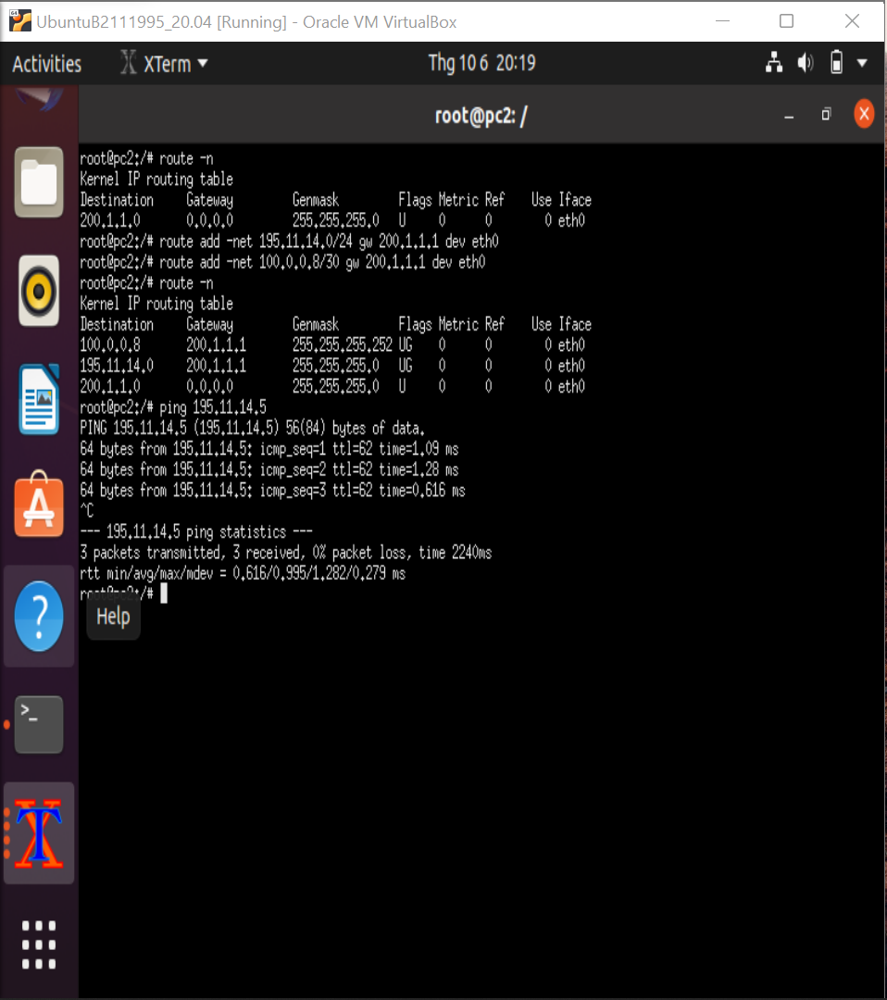 UbuntuB2111995_20.04 [Running] - Oracle VM VirtualBox
Activities XTerm Thg 10 6 20:19
root@pc2: /
root@pc2:/# route -n
Kernel IP routing table
Destination Gateway Genmask Flags Metric Ref Use Iface
200.1.1.0 0.0.0.0 255.255.255.0 U 0 0 0 eth0
root@pc2:/# route add -net 195.11.14.0/24 gw 200.1.1.1 dev eth0
root@pc2:/# route add -net 100.0.0.8/30 gw 200.1.1.1 dev eth0
root@pc2:/# route -n
Kernel IP routing table
Destination Gateway Genmask Flags Metric Ref Use Iface
100.0.0.8 200.1.1.1 255.255.255.252 UG 0 0 0 eth0
195.11.14.0 200.1.1.1 255.255.255.0 UG 0 0 0 eth0
200.1.1.0 0.0.0.0 255.255.255.0 U 0 0 0 eth0
root@pc2:/# ping 195.11.14.5
PING 195.11.14.5 (195.11.14.5) 56(84) bytes of data.
64 bytes from 195.11.14.5: icmp_seq=1 ttl=62 time=1.09 ms
64 bytes from 195.11.14.5: icmp_seq=2 ttl=62 time=1.28 ms
64 bytes from 195.11.14.5: icmp_seq=3 ttl=62 time=0.616 ms
^C
--- 195.11.14.5 ping statistics ---
3 packets transmitted, 3 received, 0% packet loss, time 2240ms
rtt min/avg/max/mdev = 0.616/0.995/1.282/0.279 ms
root@pc2:/#
Help